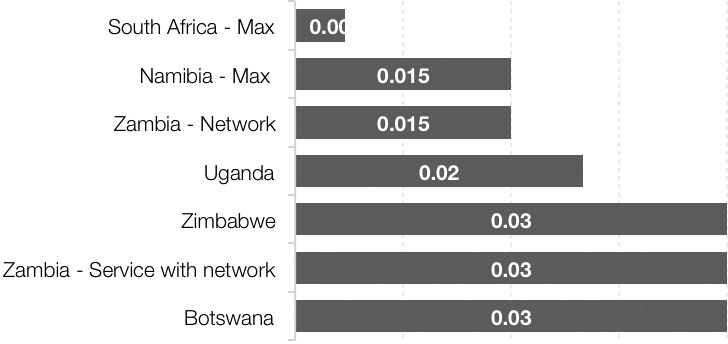 South Africa - Max 0.00
Namibia - Max 0.015
Zambia - Network 0.015
Uganda 0.02
Zimbabwe 0.03
Zambia - Service with network 0.03
Botswana 0.03